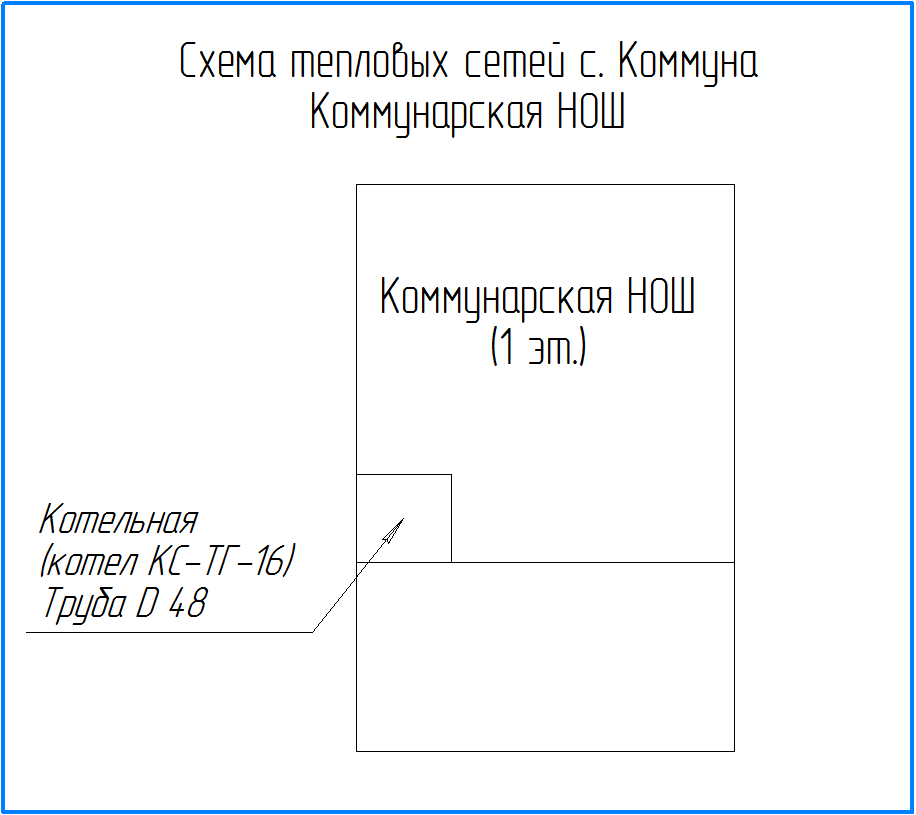 Схема тепловых сетей с. Коммуна
Коммунарская НОШ
Коммунарская НОШ
(1 эт.)
Котельная
(котел КС-ТГ-16)
Труба D 48